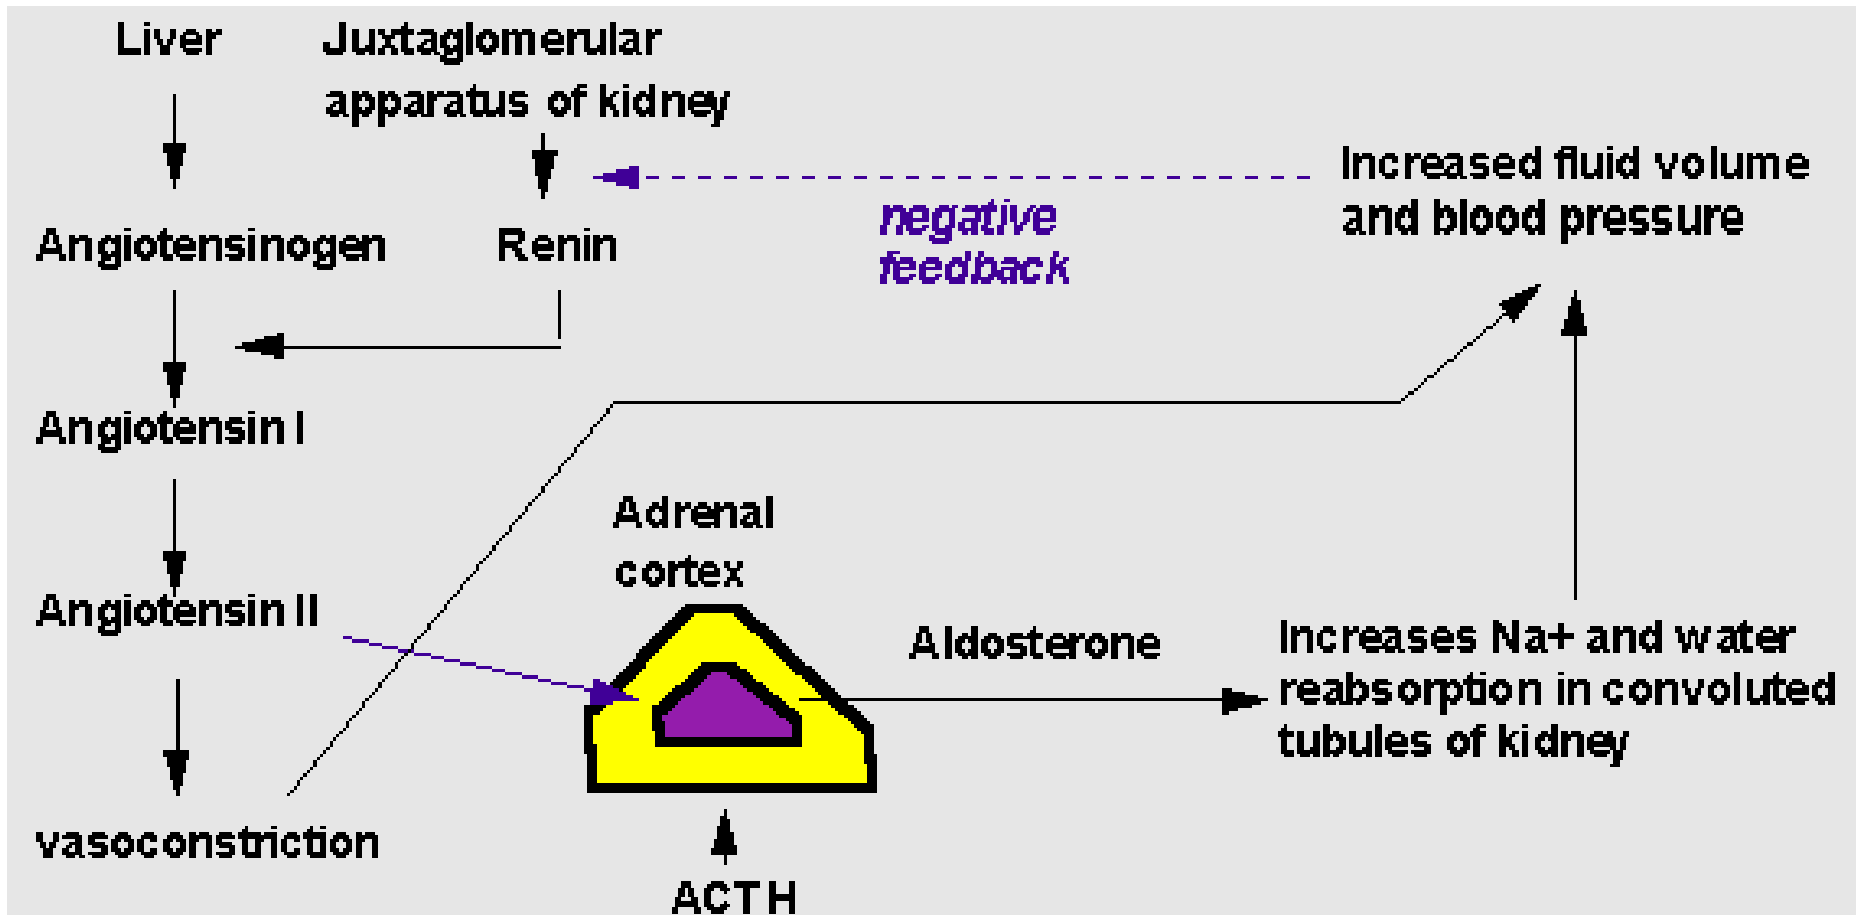 Liver
Juxtaglomerular
apparatus of kidney
Increased fluid volume
and blood pressure
negative
feedback
Angiotensinogen
Renin
Angiotensin I
Adrenal
cortex
Angiotensin II
Aldosterone
Increases Na+ and water
reabsorption in convoluted
tubules of kidney
vasoconstriction
ACTH